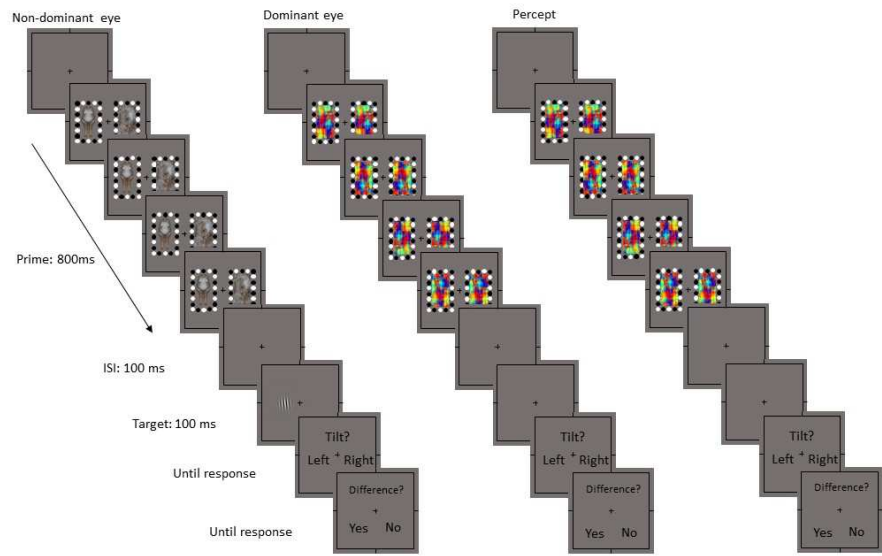 Non-dominant eye
Dominant eye
Percept
Prime: 800ms
ISI: 100 ms
Target: 100 ms
Until response
Until response
Tilt?
Left Right
Tilt?
Left Right
Tilt?
Left Right
Difference?
Yes No
Difference?
Yes No
Difference?
Yes No